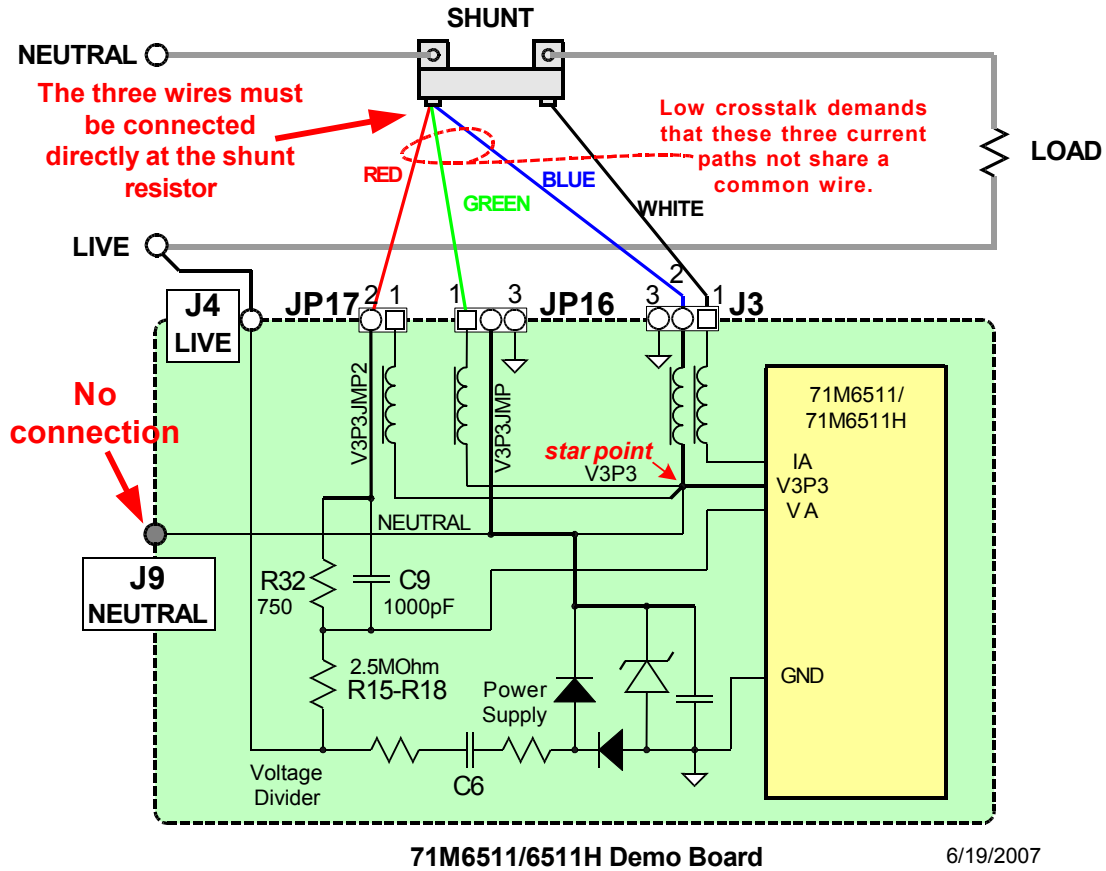 SHUNT
NEUTRAL
The three wires must
be connected
directly at the shunt
resistor
Low crosstalk demands
that these three current
paths not share a
common wire.
LOAD
RED
BLUE
GREEN
WHITE
LIVE
J4
LIVE
JP17
2
1
1
3
JP16
3
2
1
J3
No
connection
V3P3JMP2
V3P3JMP
star point
V3P3
71M6511/
71M6511H
IA
V3P3
VA
GND
NEUTRAL
J9
NEUTRAL
R32
750
C9
1000pF
2.5MOhm
R15-R18
Power
Supply
C6
Voltage
Divider
71M6511/6511H Demo Board
6/19/2007